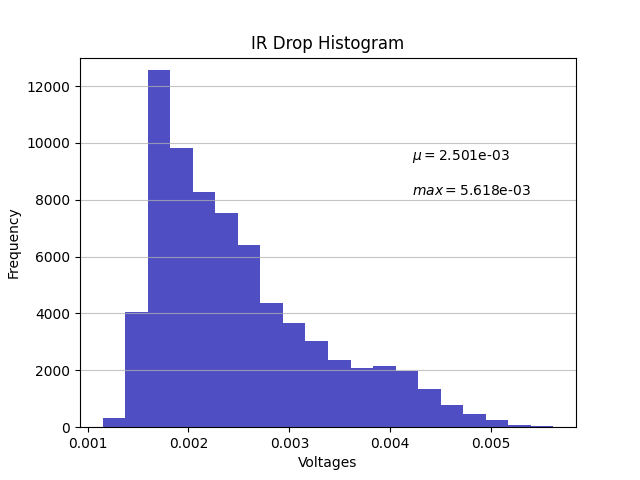 IR Drop Histogram
12000
10000
8000
6000
4000
2000
0
Frequency
μ = 2.501e-03
max = 5.618e-03
0.001 0.002 0.003 0.004 0.005
Voltages